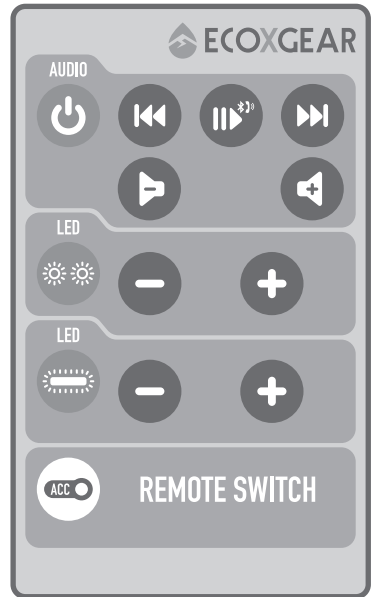 ECOXGEAR
AUDIO
LED
LED
ACC
REMOTE SWITCH